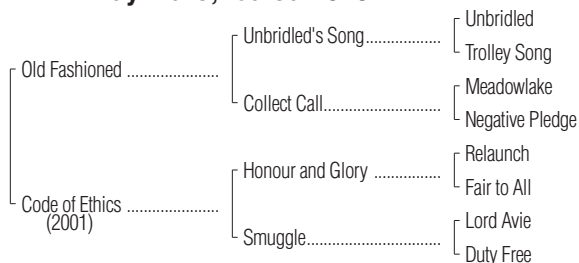 Unbridled
Unbridled's Song
Trolley Song
Old Fashioned
Meadowlake
Collect Call
Negative Pledge
Relaunch
Honour and Glory
Fair to All
Code of Ethics
(2001)
Lord Avie
Smuggle
Duty Free